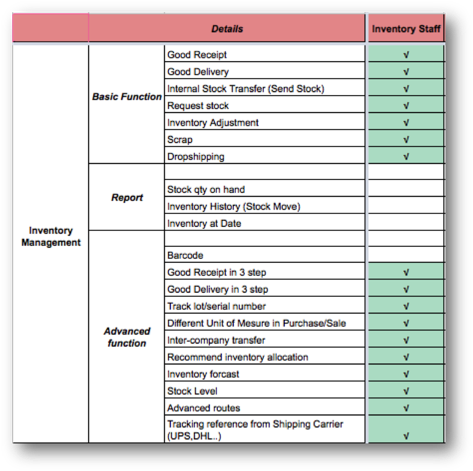 Details Inventory Staff
Good Receipt √
Good Delivery √
Internal Stock Transfer (Send Stock) √
Basic Function
Request stock √
Inventory Adjustment √
Scrap √
Dropshipping √
Report
Stock qty on hand
Inventory History (Stock Move)
Inventory at Date
Inventory
Management
Barcode
Good Receipt in 3 step √
Good Delivery in 3 step √
Track lot/serial number √
Advanced
function
Different Unit of Mesure in Purchase/Sale √
Inter-company transfer √
Recommend inventory allocation √
Inventory forcast √
Stock Level √
Advanced routes √
Tracking reference from Shipping Carrier
(UPS,DHL..) √